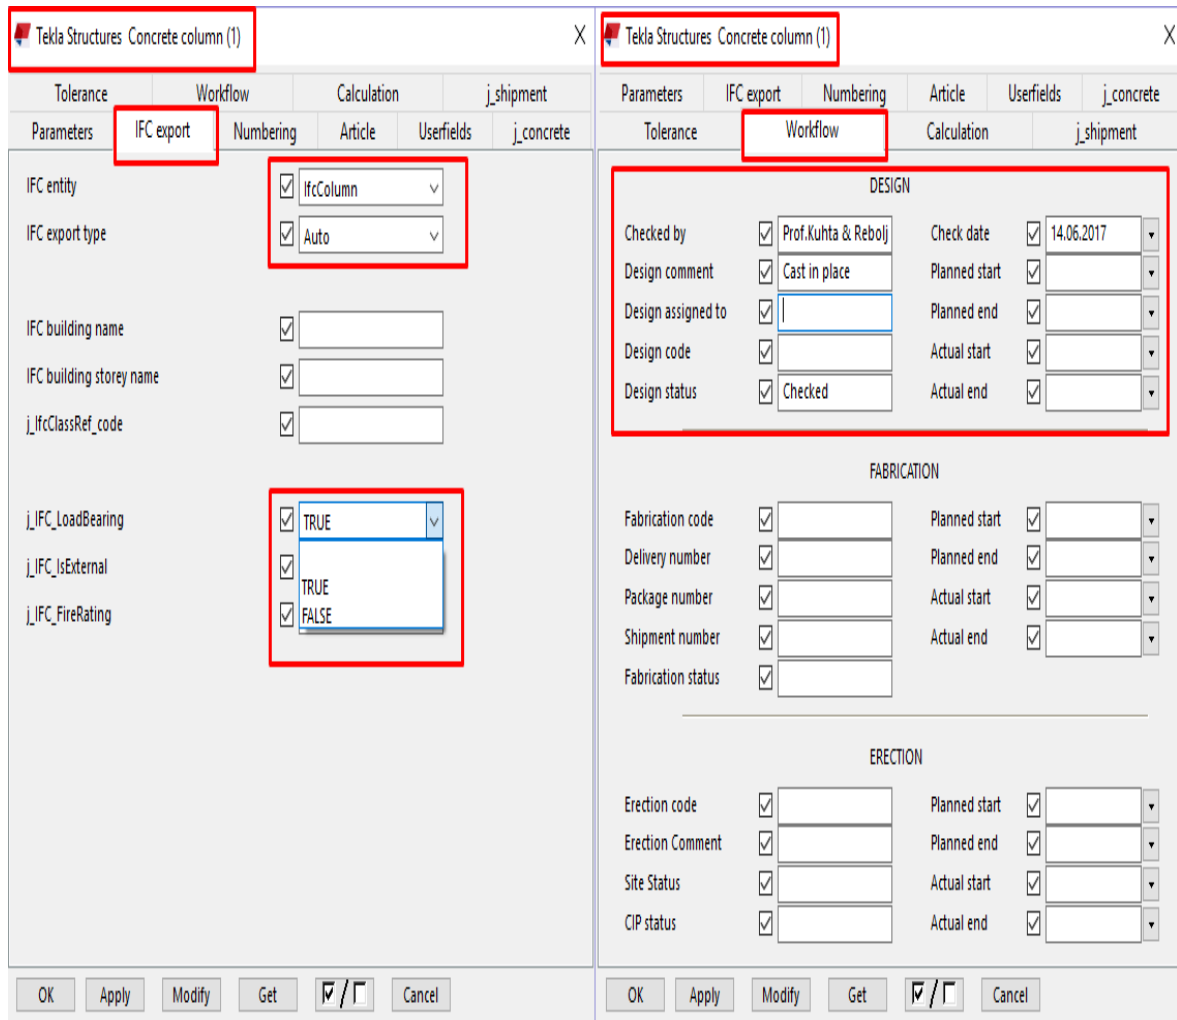 Tekla Structures Concrete column (1)
Tolerance Workflow Calculation j_shipment
Parameters IFC export Numbering Article Userfields j_concrete
IFC entity IfcColumn
IFC export type Auto
IFC building name
IFC building storey name
j_IfcClassRef_code
j_IFC_LoadBearing TRUE
j_IFC_IsExternal
TRUE
j_IFC_FireRating FALSE
OK Apply Modify Get / Cancel
Tekla Structures Concrete column (1)
Parameters IFC export Numbering Article Userfields j_concrete
Tolerance Workflow Calculation j_shipment
DESIGN
Checked by Prof.Kuhta & Rebolj Check date 14.06.2017
Design comment Cast in place Planned start
Design assigned to Planned end
Design code Actual start
Design status Checked Actual end
FABRICATION
Fabrication code Planned start
Delivery number Planned end
Package number Actual start
Shipment number Actual end
Fabrication status
ERECTION
Erection code Planned start
Erection Comment Planned end
Site Status Actual start
CIP status Actual end
OK Apply Modify Get / Cancel